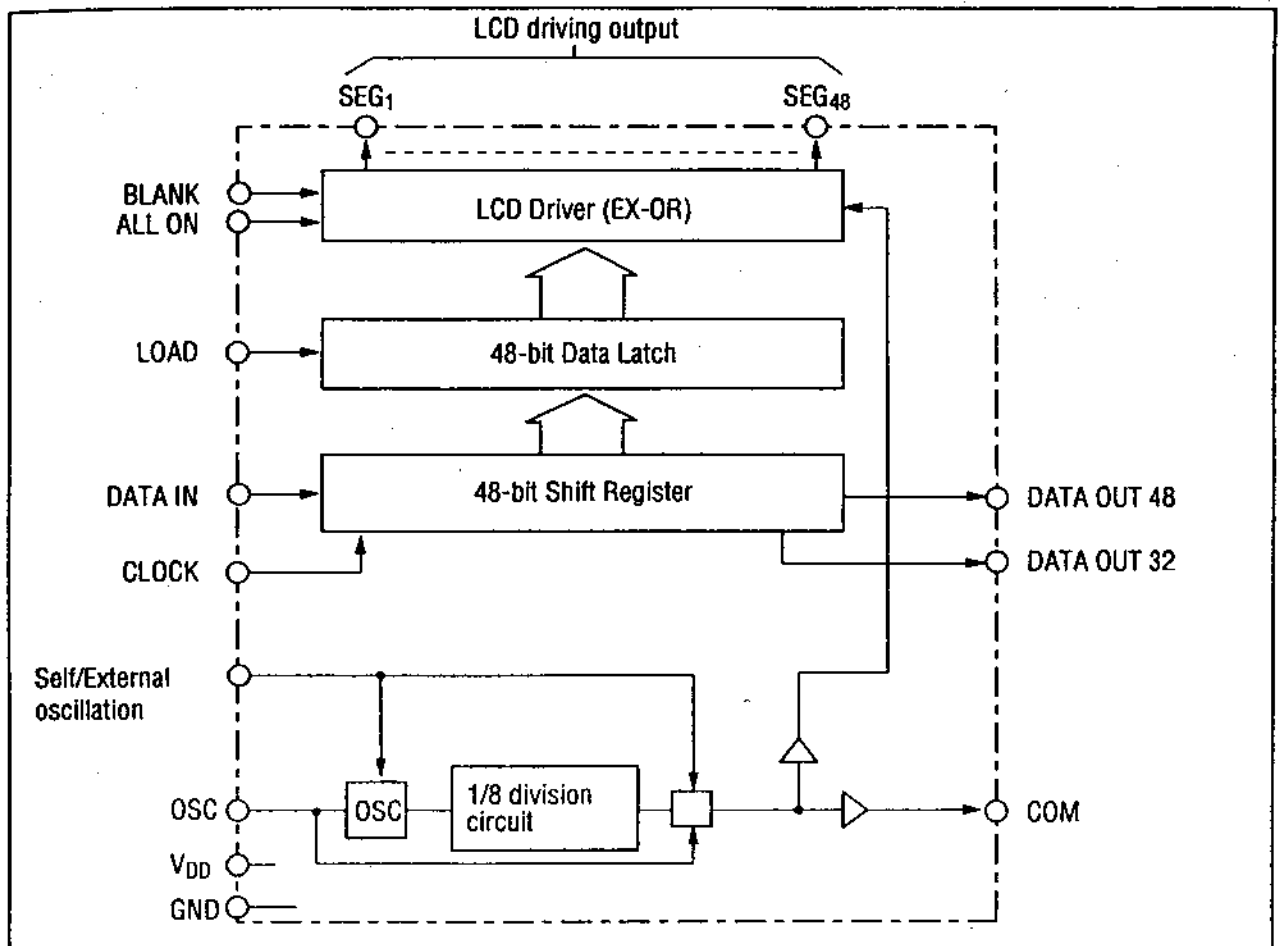 LCD driving output
SEG1
SEG48
BLANK
ALL ON
LCD Driver (EX-OR)
LOAD
48-bit Data Latch
DATA IN
48-bit Shift Register
DATA OUT 48
CLOCK
DATA OUT 32
Self/External
oscillation
OSC
OSC
1/8 division
circuit
COM
VDD
GND